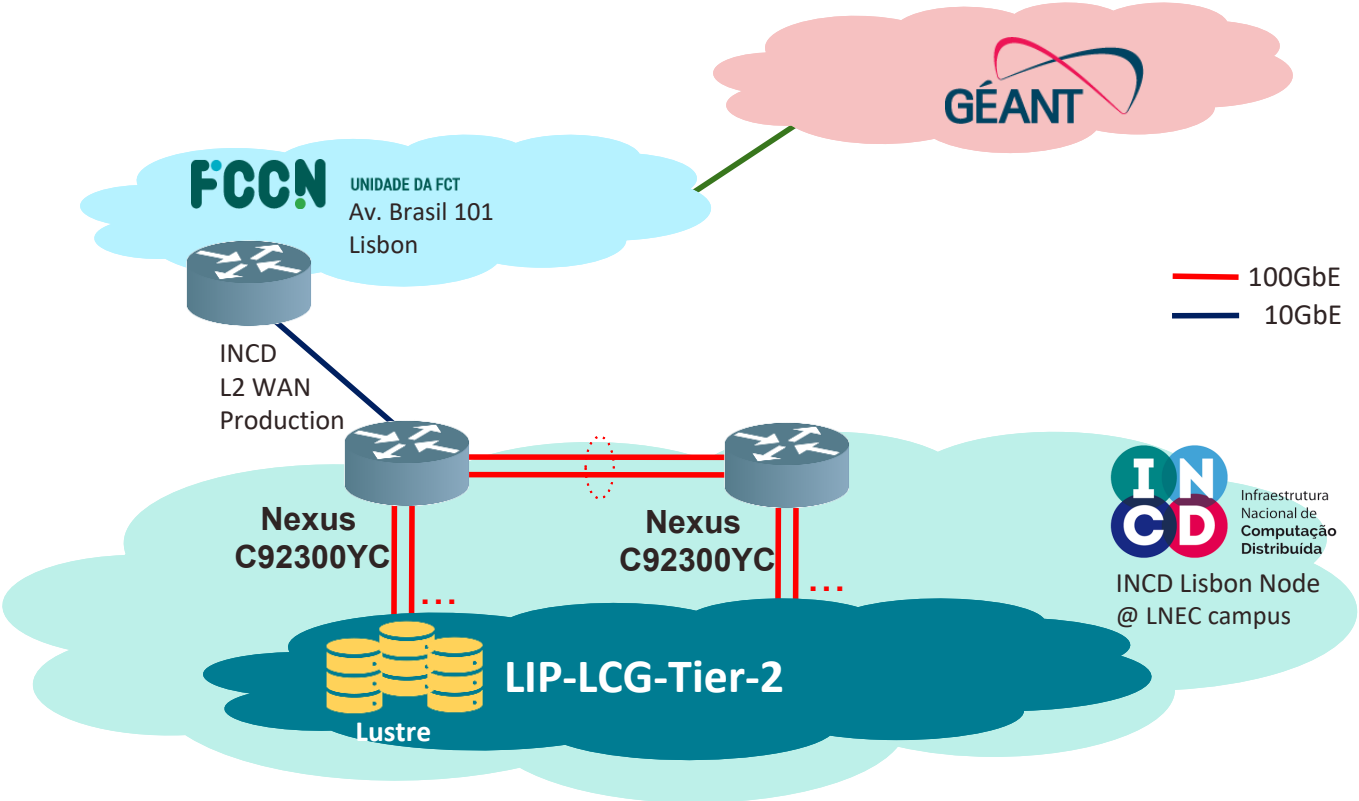 GÉANT
FCCN
UNIDADE DA FCT
Av. Brasil 101
Lisbon
100GbE
10GbE
INCD
L2 WAN
Production
Nexus
C92300YC
...
Nexus
C92300YC
...
INCD
Infraestrutura
Nacional de
Computação
Distribuída
INCD Lisbon Node
@ LNEC campus
LIP-LCG-Tier-2
Lustre